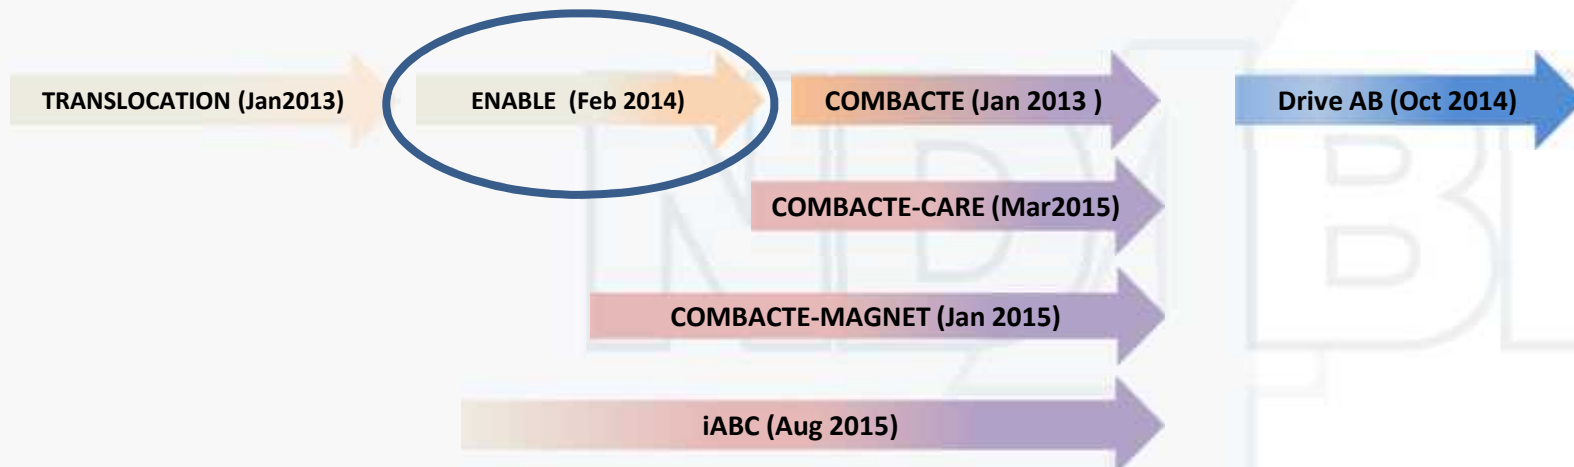 TRANSLOCATION (Jan2013)
ENABLE (Feb 2014)
COMBACTE (Jan 2013 )
Drive AB (Oct 2014)
COMBACTE-CARE (Mar2015)
COMBACTE-MAGNET (Jan 2015)
iABC (Aug 2015)